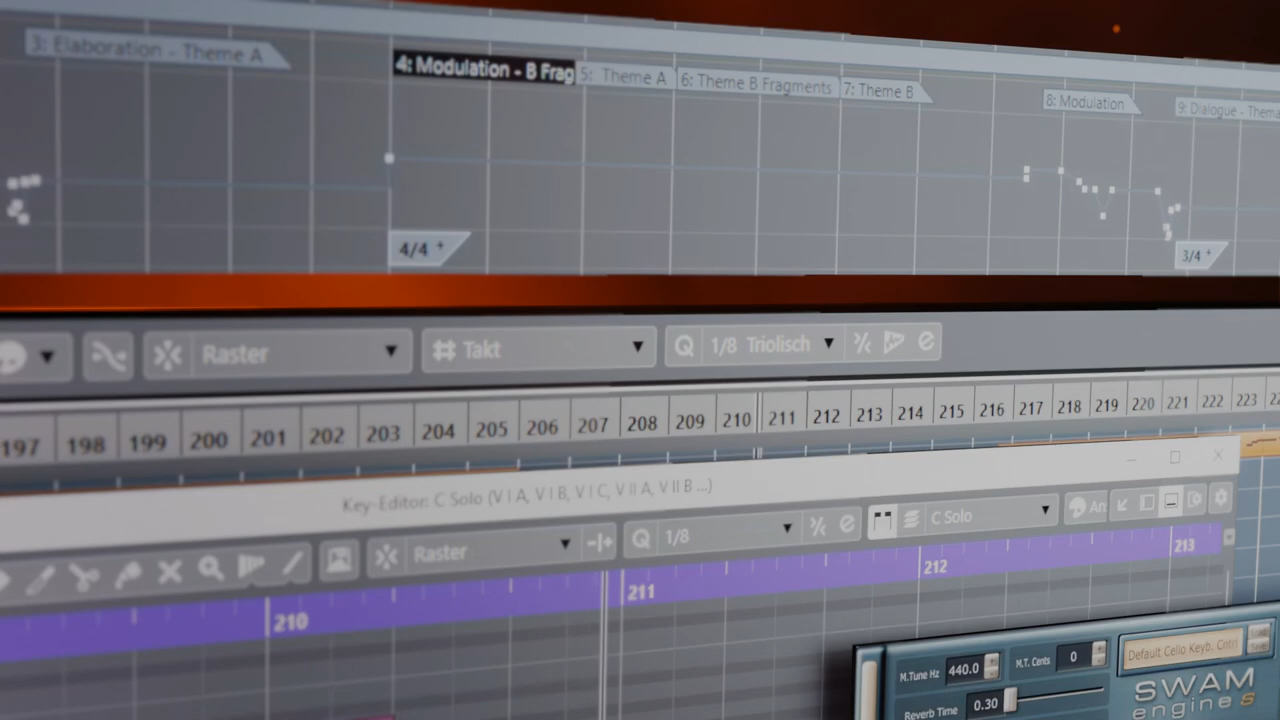 3: Elaboration - Theme A
4: Modulation - B Frag
5: Theme A
6: Theme B Fragments
7: Theme B
8: Modulation
9: Dialogue - Theme
4/4 +
3/4 +
Raster
Takt
Q 1/8 Triolisch
197 198 199 200 201 202 203 204 205 206 207 208 209 210 211 212 213 214 215 216 217 218 219 220 221 222 223
Key-Editor: C Solo (V I A, V I B, V I C, V II A, V II B ...)
Raster
Q 1/8
C Solo
An
210 211 212 213
M.Tune Hz 440.0
M.T. Cents 0
Default Cello Keyb. Cntrl
Reverb Time 0.30
SWAM
engine S